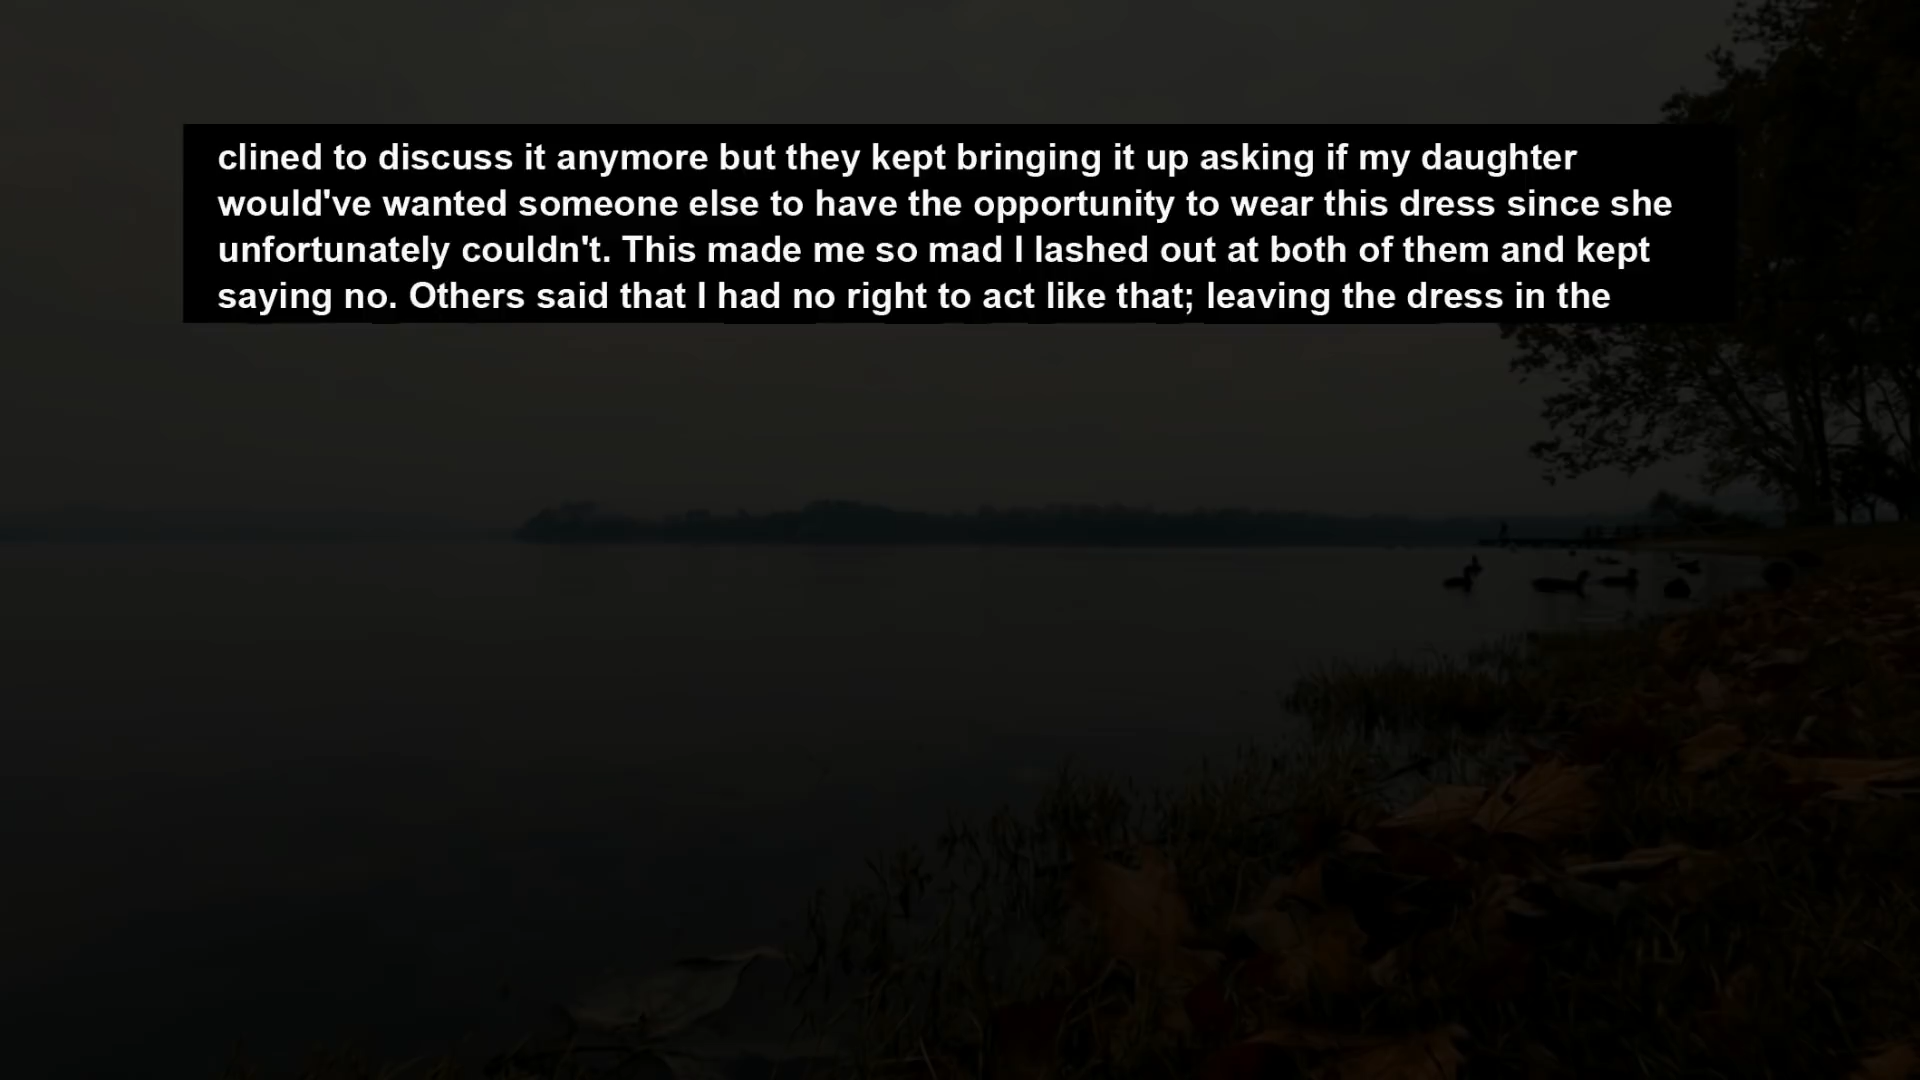 clined to discuss it anymore but they kept bringing it up asking if my daughter
would've wanted someone else to have the opportunity to wear this dress since she
unfortunately couldn't. This made me so mad I lashed out at both of them and kept
saying no. Others said that I had no right to act like that; leaving the dress in the